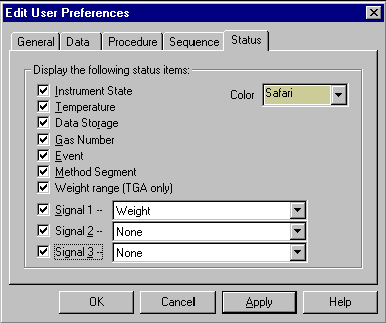 Edit User Preferences
General Data Procedure Sequence Status
Display the following status items:
Instrument State
Color Safari
Temperature
Data Storage
Gas Number
Event
Method Segment
Weight range (TGA only)
Signal 1 -- Weight
Signal 2 -- None
Signal 3 -- None
OK Cancel Apply Help